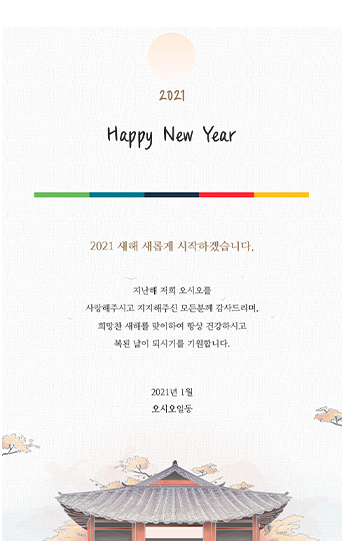 2021
Happy New Year
2021 새해 새롭게 시작하겠습니다.
지난해 저희 오시오를
사랑해주시고 지지해주신 모든분께 감사드리며,
희망찬 새해를 맞이하여 항상 건강하시고
복된 날이 되시기를 기원합니다.
2021년 1월
오시오일동